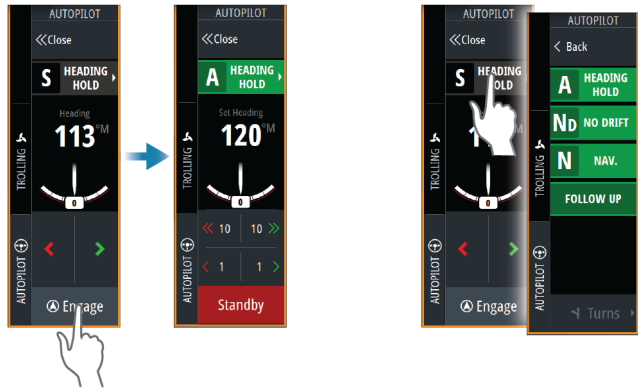 AUTOPILOT
Close
S HEADING HOLD
Heading
113°M
0
TROLLING
AUTOPILOT
Engage
AUTOPILOT
Close
A HEADING HOLD
Set Heading
120°M
0
10 10
1 1
TROLLING
AUTOPILOT
Standby
AUTOPILOT
Close
S HEADING HOLD
0
TROLLING
AUTOPILOT
Engage
AUTOPILOT
Back
A HEADING HOLD
ND NO DRIFT
N NAV.
FOLLOW UP
TROLLING
AUTOPILOT
Turns